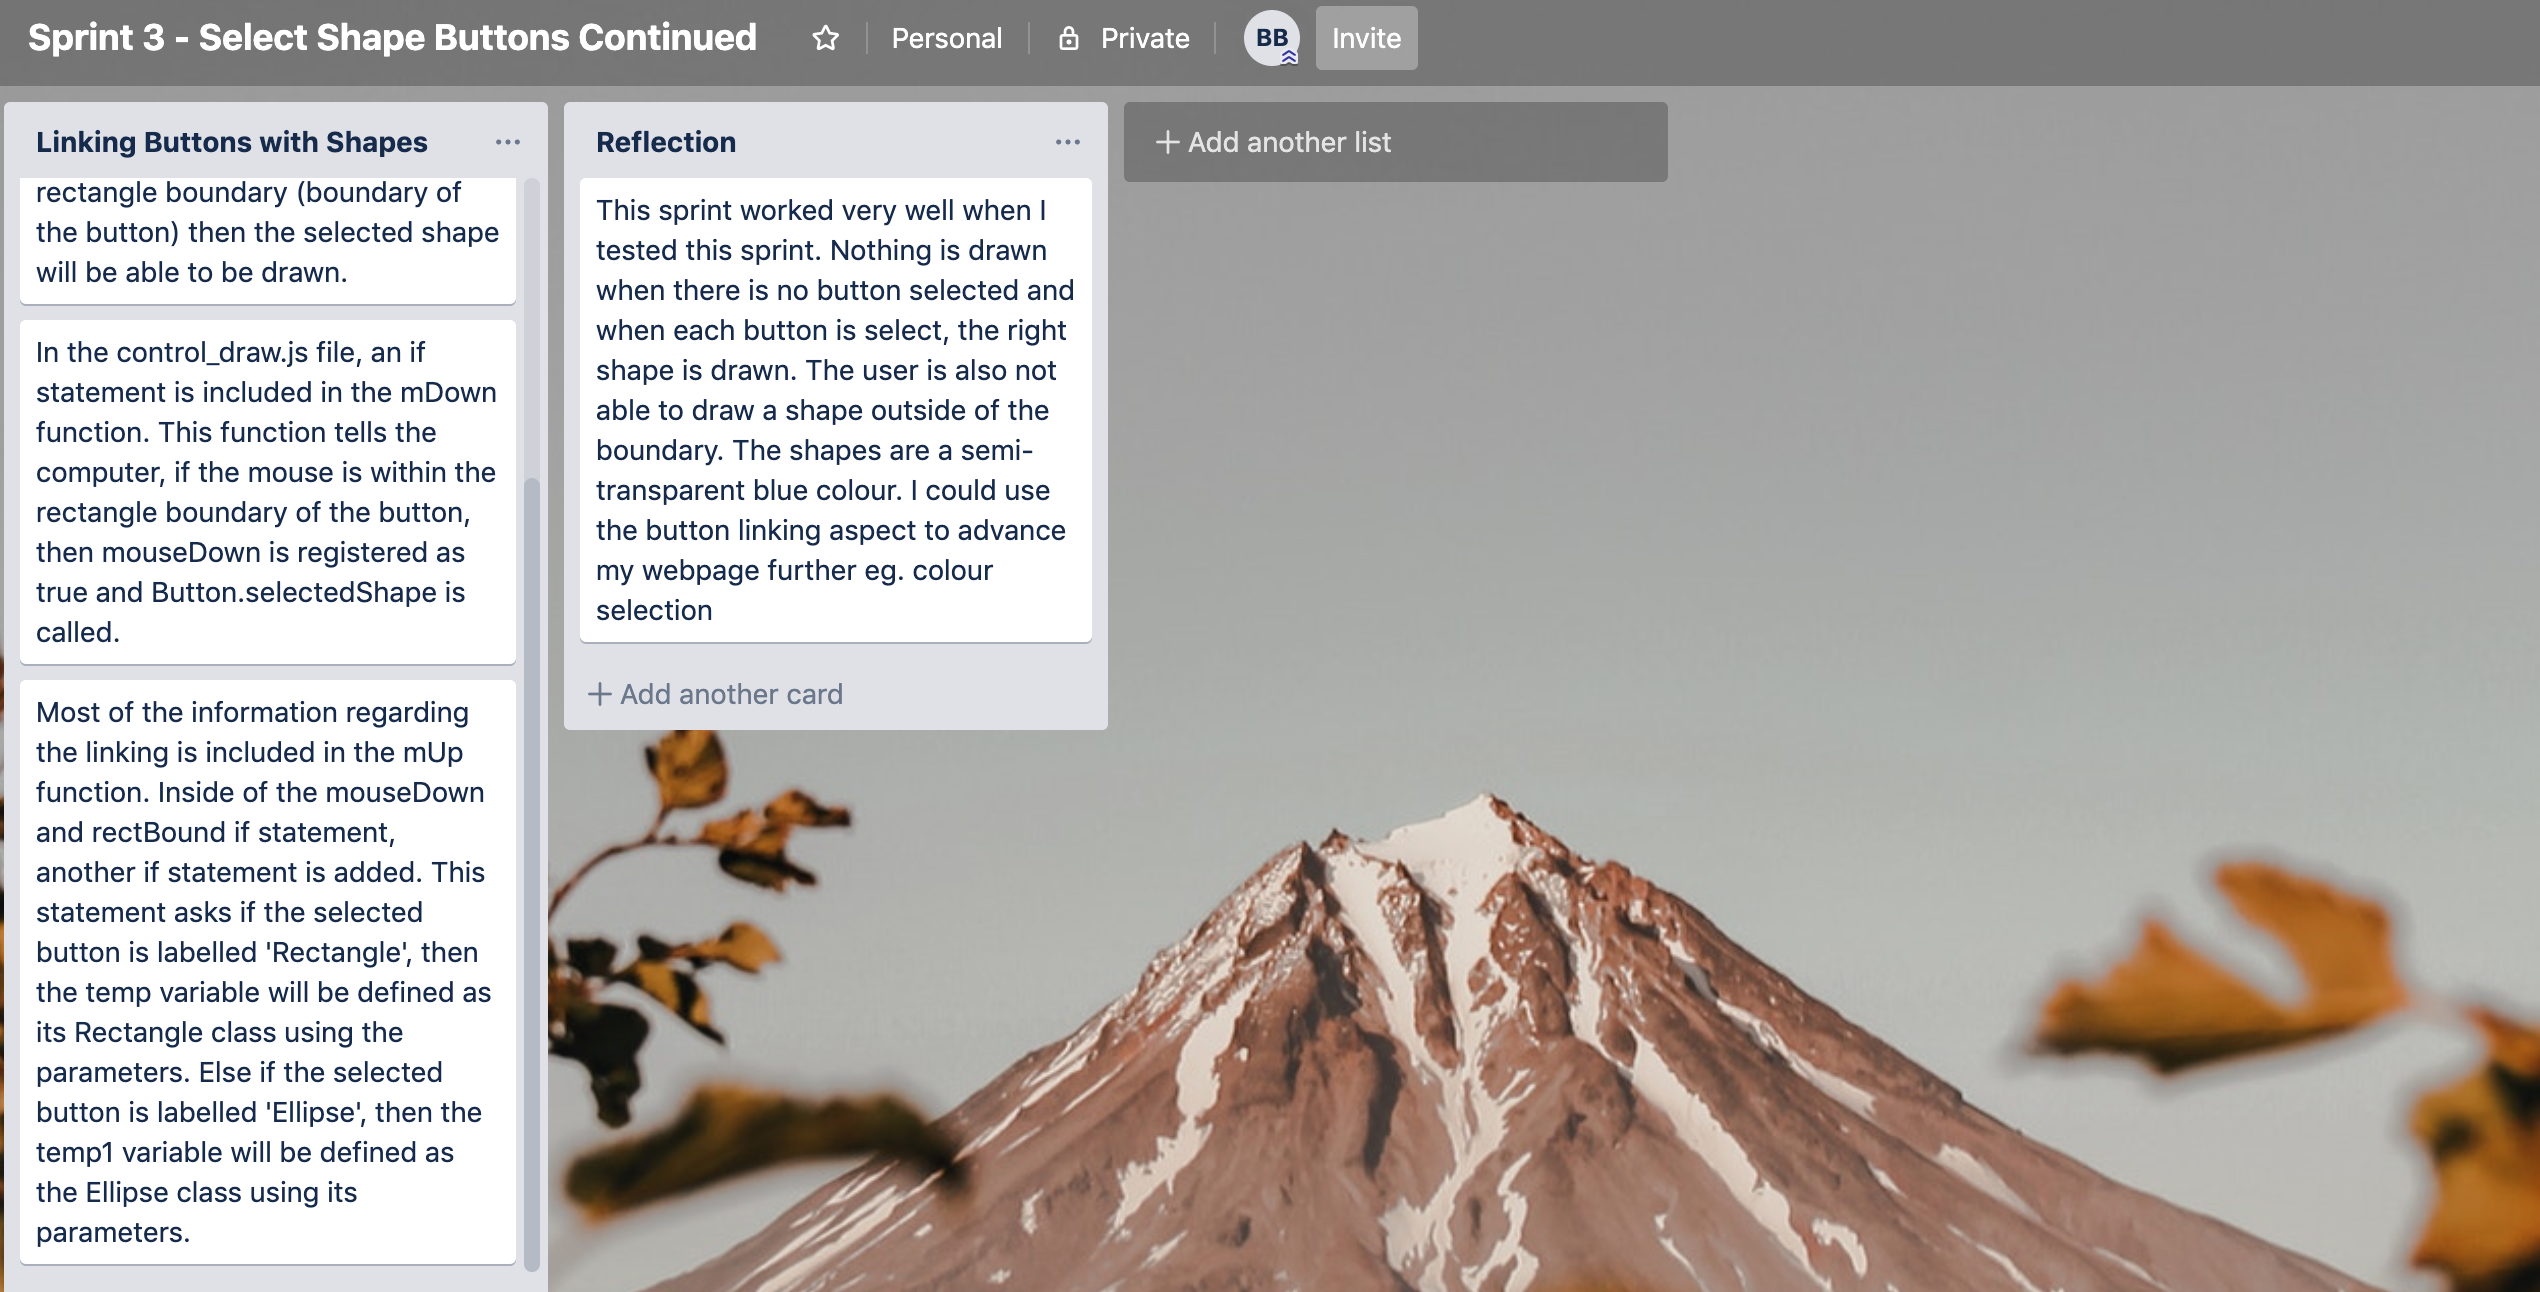 Sprint 3 - Select Shape Buttons Continued
Personal
Private
BB
Invite
Linking Buttons with Shapes
rectangle boundary (boundary of
the button) then the selected shape
will be able to be drawn.
In the control_draw.js file, an if
statement is included in the mDown
function. This function tells the
computer, if the mouse is within the
rectangle boundary of the button,
then mouseDown is registered as
true and Button.selectedShape is
called.
Most of the information regarding
the linking is included in the mUp
function. Inside of the mouseDown
and rectBound if statement,
another if statement is added. This
statement asks if the selected
button is labelled 'Rectangle', then
the temp variable will be defined as
its Rectangle class using the
parameters. Else if the selected
button is labelled 'Ellipse', then the
temp1 variable will be defined as
the Ellipse class using its
parameters.
Reflection
This sprint worked very well when I
tested this sprint. Nothing is drawn
when there is no button selected and
when each button is select, the right
shape is drawn. The user is also not
able to draw a shape outside of the
boundary. The shapes are a semi-
transparent blue colour. I could use
the button linking aspect to advance
my webpage further eg. colour
selection
+ Add another card
+ Add another list